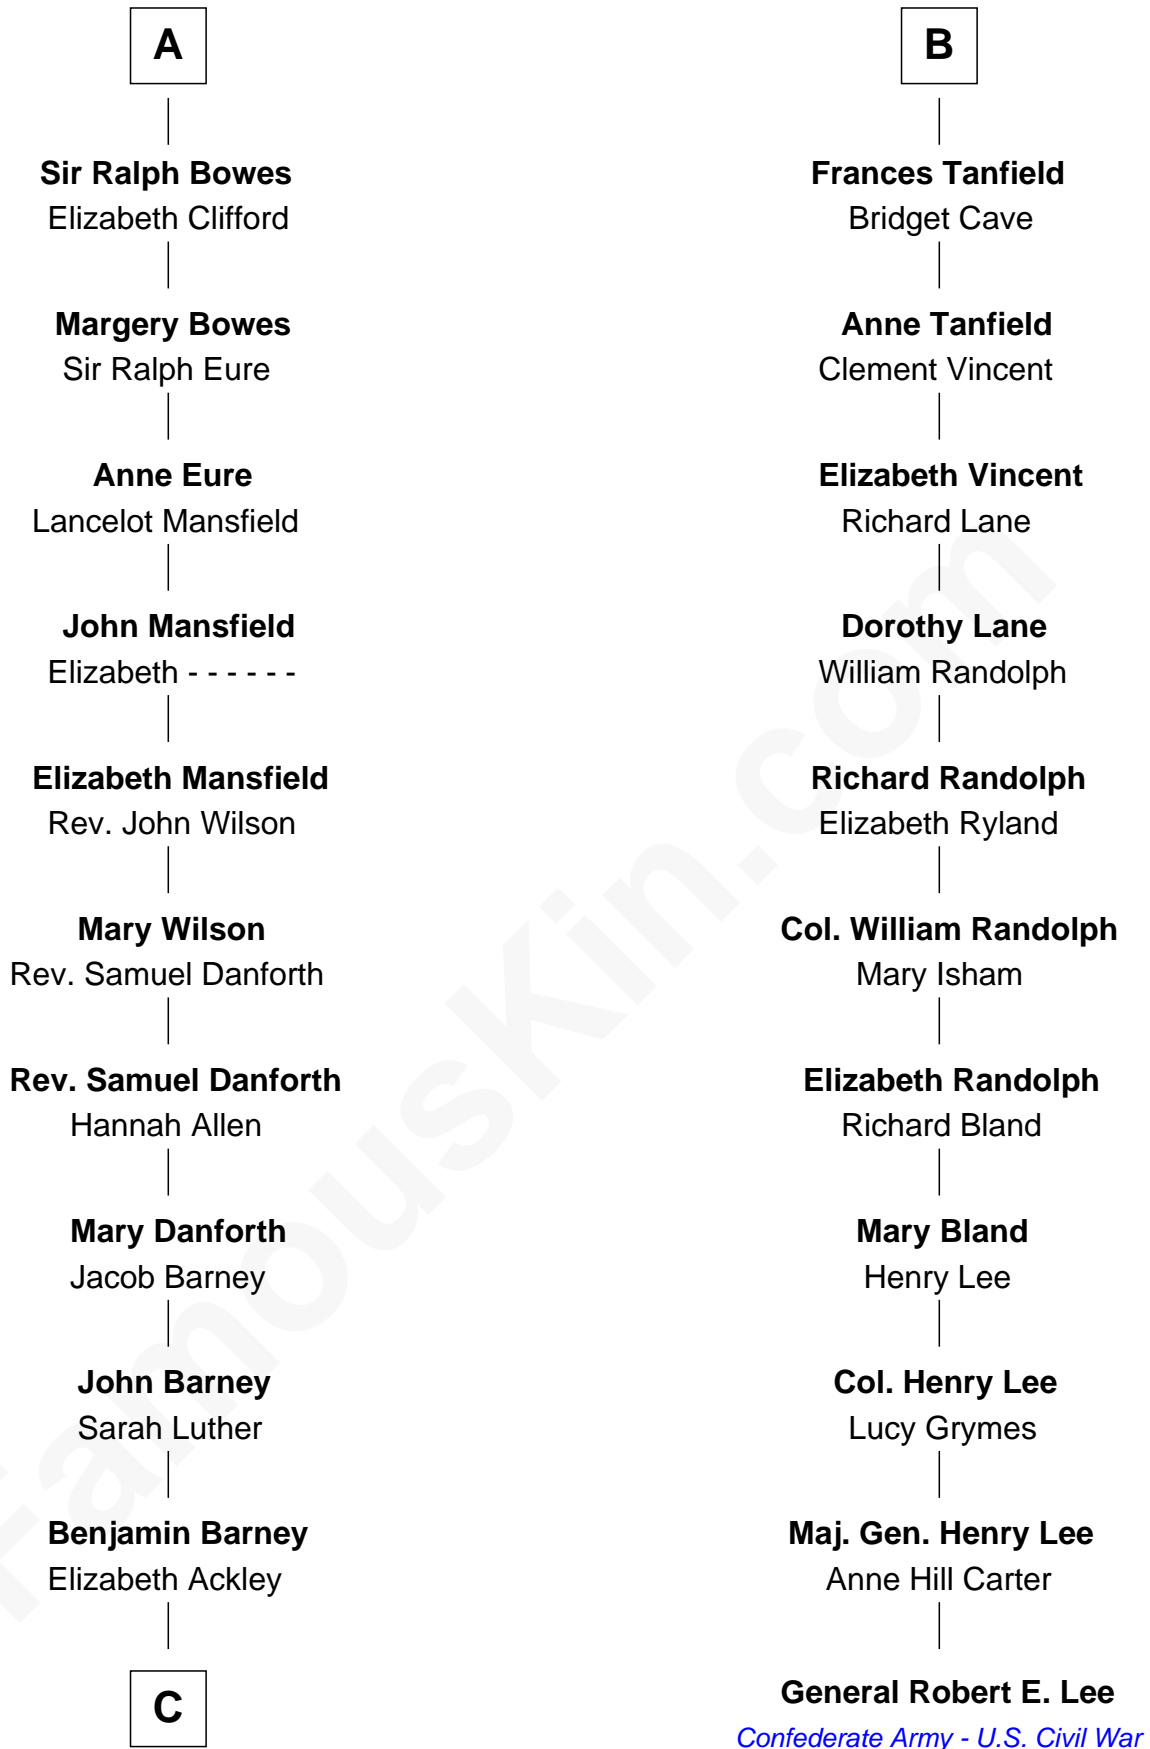 A
Sir Ralph Bowes
Elizabeth Clifford
Margery Bowes
Sir Ralph Eure
Anne Eure
Lancelot Mansfield
John Mansfield
Elizabeth - - - - - -
Elizabeth Mansfield
Rev. John Wilson
Mary Wilson
Rev. Samuel Danforth
Rev. Samuel Danforth
Hannah Allen
Mary Danforth
Jacob Barney
John Barney
Sarah Luther
Benjamin Barney
Elizabeth Ackley
C
B
Frances Tanfield
Bridget Cave
Anne Tanfield
Clement Vincent
Elizabeth Vincent
Richard Lane
Dorothy Lane
William Randolph
Richard Randolph
Elizabeth Ryland
Col. William Randolph
Mary Isham
Elizabeth Randolph
Richard Bland
Mary Bland
Henry Lee
Col. Henry Lee
Lucy Grymes
Maj. Gen. Henry Lee
Anne Hill Carter
General Robert E. Lee
Confederate Army - U.S. Civil War
FamousKin.com